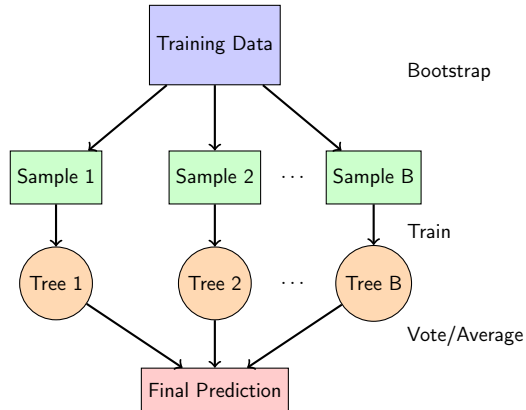 Training Data
Bootstrap
Sample 1
Sample 2
...
Sample B
Train
Tree 1
Tree 2
...
Tree B
Vote/Average
Final Prediction